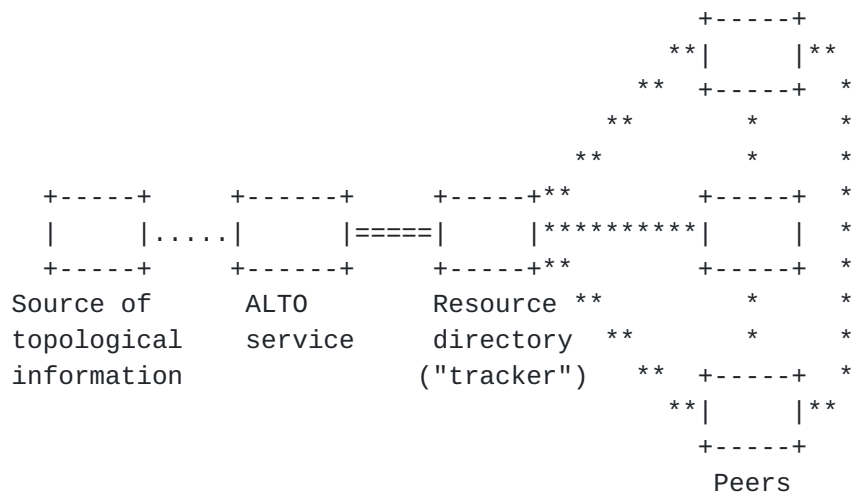 +-----+
                                            **|     |**
                                          **  +-----+  *
                                        **       *     *
                                      **         *     *
  +-----+     +------+     +-----+**          +-----+  *
  |     |.....|      |=====|     |**********|     |  *
  +-----+     +------+     +-----+**          +-----+  *
Source of      ALTO        Resource **         *     *
topological    service     directory  **       *     *
information               ("tracker")   **  +-----+  *
                                            **|     |**
                                              +-----+
                                               Peers